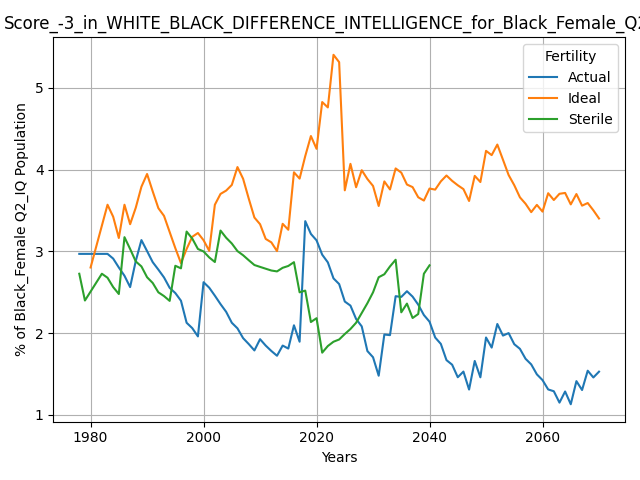 Score_-3_in_WHITE_BLACK_DIFFERENCE_INTELLIGENCE_for_Black_Female_Q2
Fertility
Actual
Ideal
Sterile
% of Black_Female Q2_IQ Population
5
4
3
2
1
1980 2000 2020 2040 2060
Years